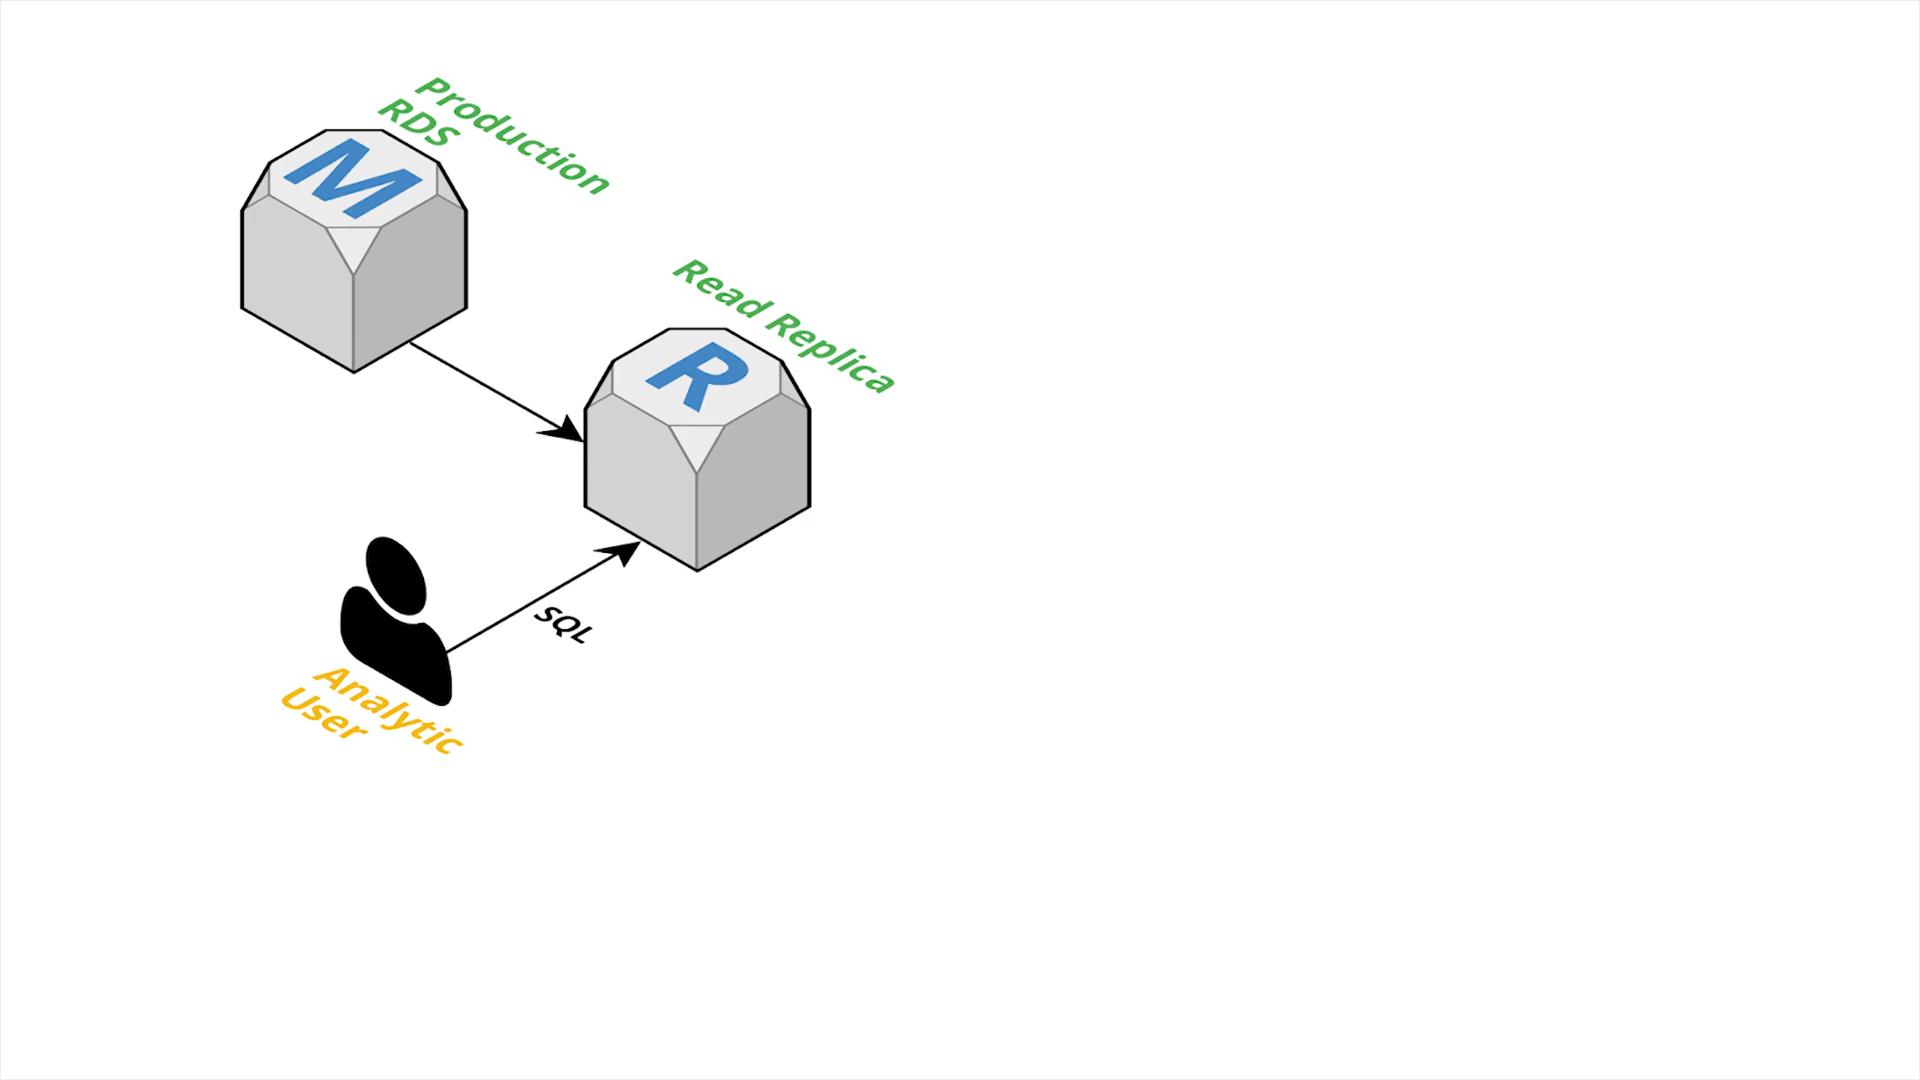 Production
RDS
M
Read Replica
R
SQL
Analytic
User